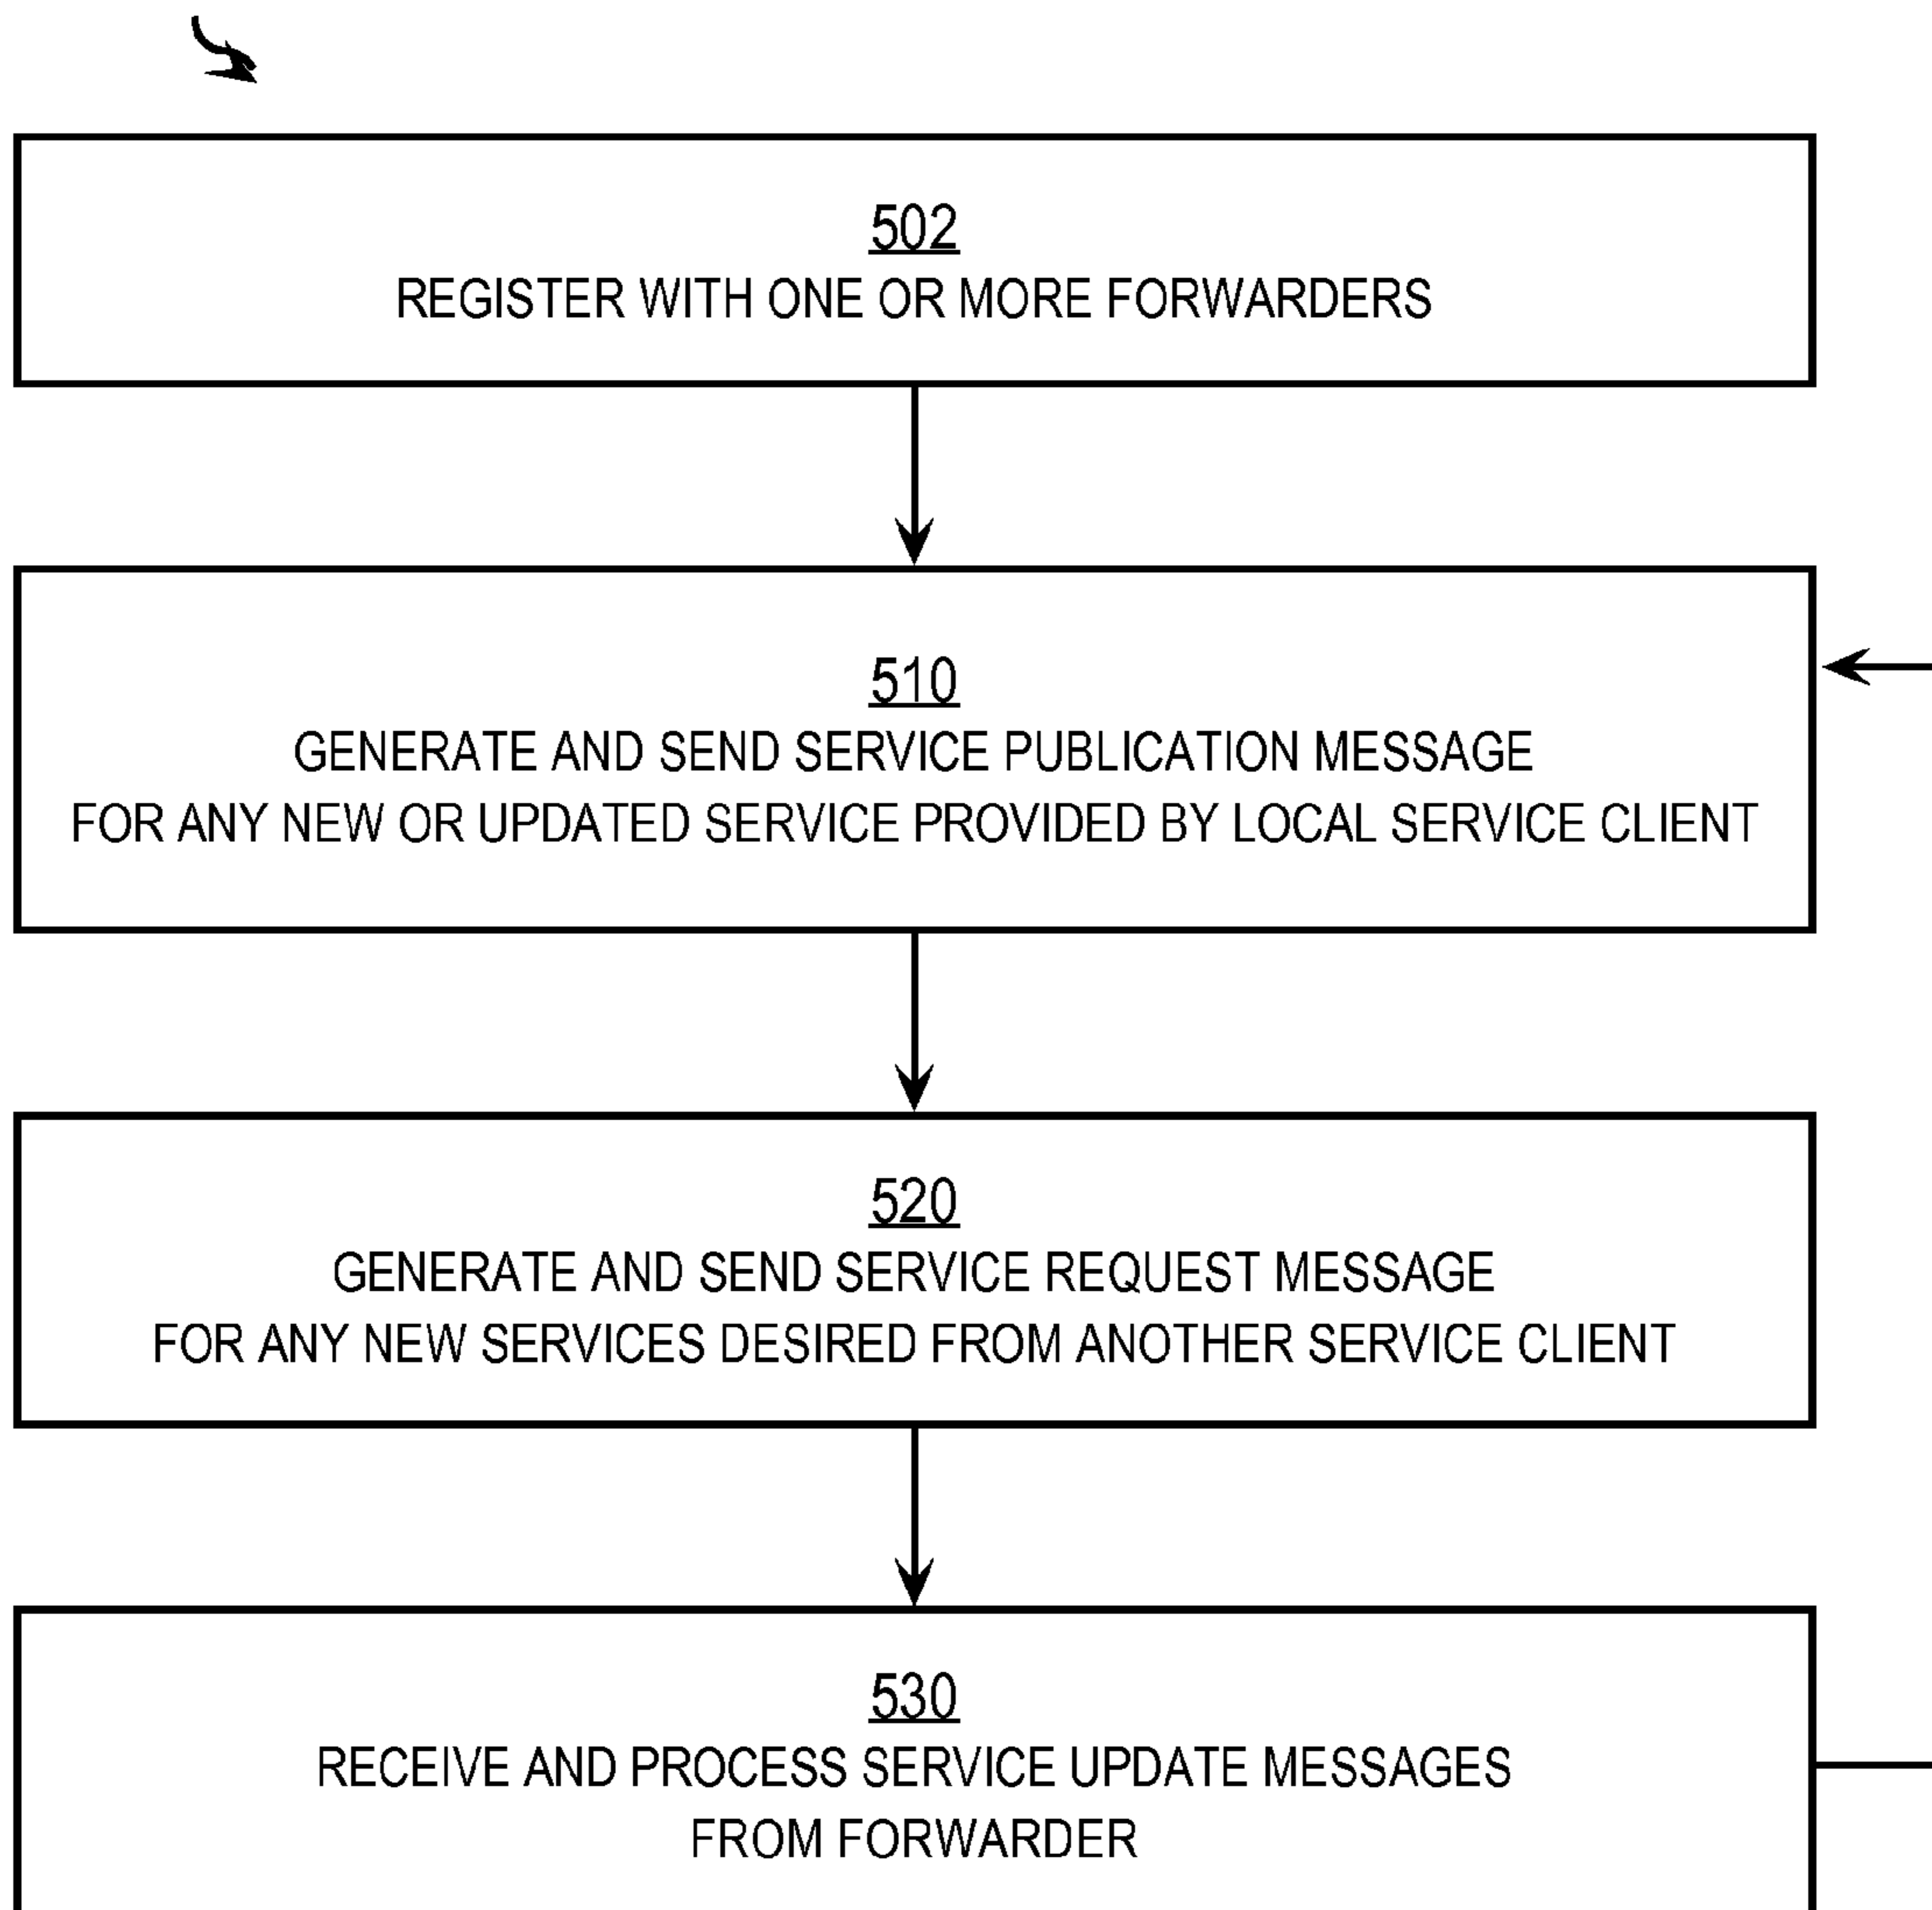 502
REGISTER WITH ONE OR MORE FORWARDERS
510
GENERATE AND SEND SERVICE PUBLICATION MESSAGE
FOR ANY NEW OR UPDATED SERVICE PROVIDED BY LOCAL SERVICE CLIENT
520
GENERATE AND SEND SERVICE REQUEST MESSAGE
FOR ANY NEW SERVICES DESIRED FROM ANOTHER SERVICE CLIENT
530
RECEIVE AND PROCESS SERVICE UPDATE MESSAGES
FROM FORWARDER